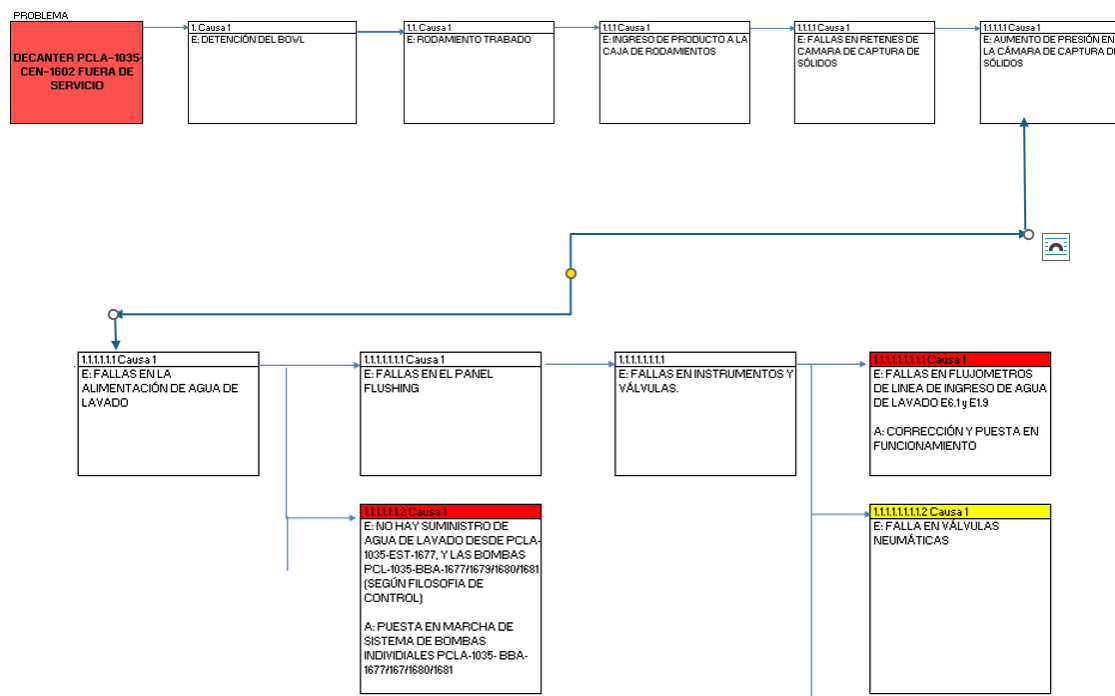 PROBLEMA
DECANTER PCLA-1035-
CEN-1602 FUERA DE
SERVICIO
1. Causa 1
E: DETENCIÓN DEL BOWL
1.1. Causa 1
E: RODAMIENTO TRABADO
1.1.1 Causa 1
E: INGRESO DE PRODUCTO A LA
CAJA DE RODAMIENTOS
1.1.1.1 Causa 1
E: FALLAS EN RETENES DE
CAMARA DE CAPTURA DE
SÓLIDOS
1.1.1.1.1 Causa 1
E: AUMENTO DE PRESIÓN EN
LA CÁMARA DE CAPTURA DE
SÓLIDOS
1.1.1.1.1.1 Causa 1
E: FALLAS EN LA
ALIMENTACIÓN DE AGUA DE
LAVADO
1.1.1.1.1.1.1 Causa 1
E: FALLAS EN EL PANEL
FLUSHING
1.1.1.1.1.1.1.1
E: FALLAS EN INSTRUMENTOS Y
VÁLVULAS.
1.1.1.1.1.1.1.1.1 Causa 1
E: FALLAS EN FLUJOMETROS
DE LINEA DE INGRESO DE AGUA
DE LAVADO E6.1 y E1.9
A: CORRECCIÓN Y PUESTA EN
FUNCIONAMIENTO
1.1.1.1.1.1.2 Causa 1
E: NO HAY SUMINISTRO DE
AGUA DE LAVADO DESDE PCLA-
1035-EST-1677, Y LAS BOMBAS
PCL-1035-BBA-1677/1679/1680/1681
(SEGÚN FILOSOFIA DE
CONTROL)
A: PUESTA EN MARCHA DE
SISTEMA DE BOMBAS
INDIVIDIALES PCLA-1035- BBA-
1677/167/1680/1681
1.1.1.1.1.1.1.1.2 Causa 1
E: FALLA EN VÁLVULAS
NEUMÁTICAS